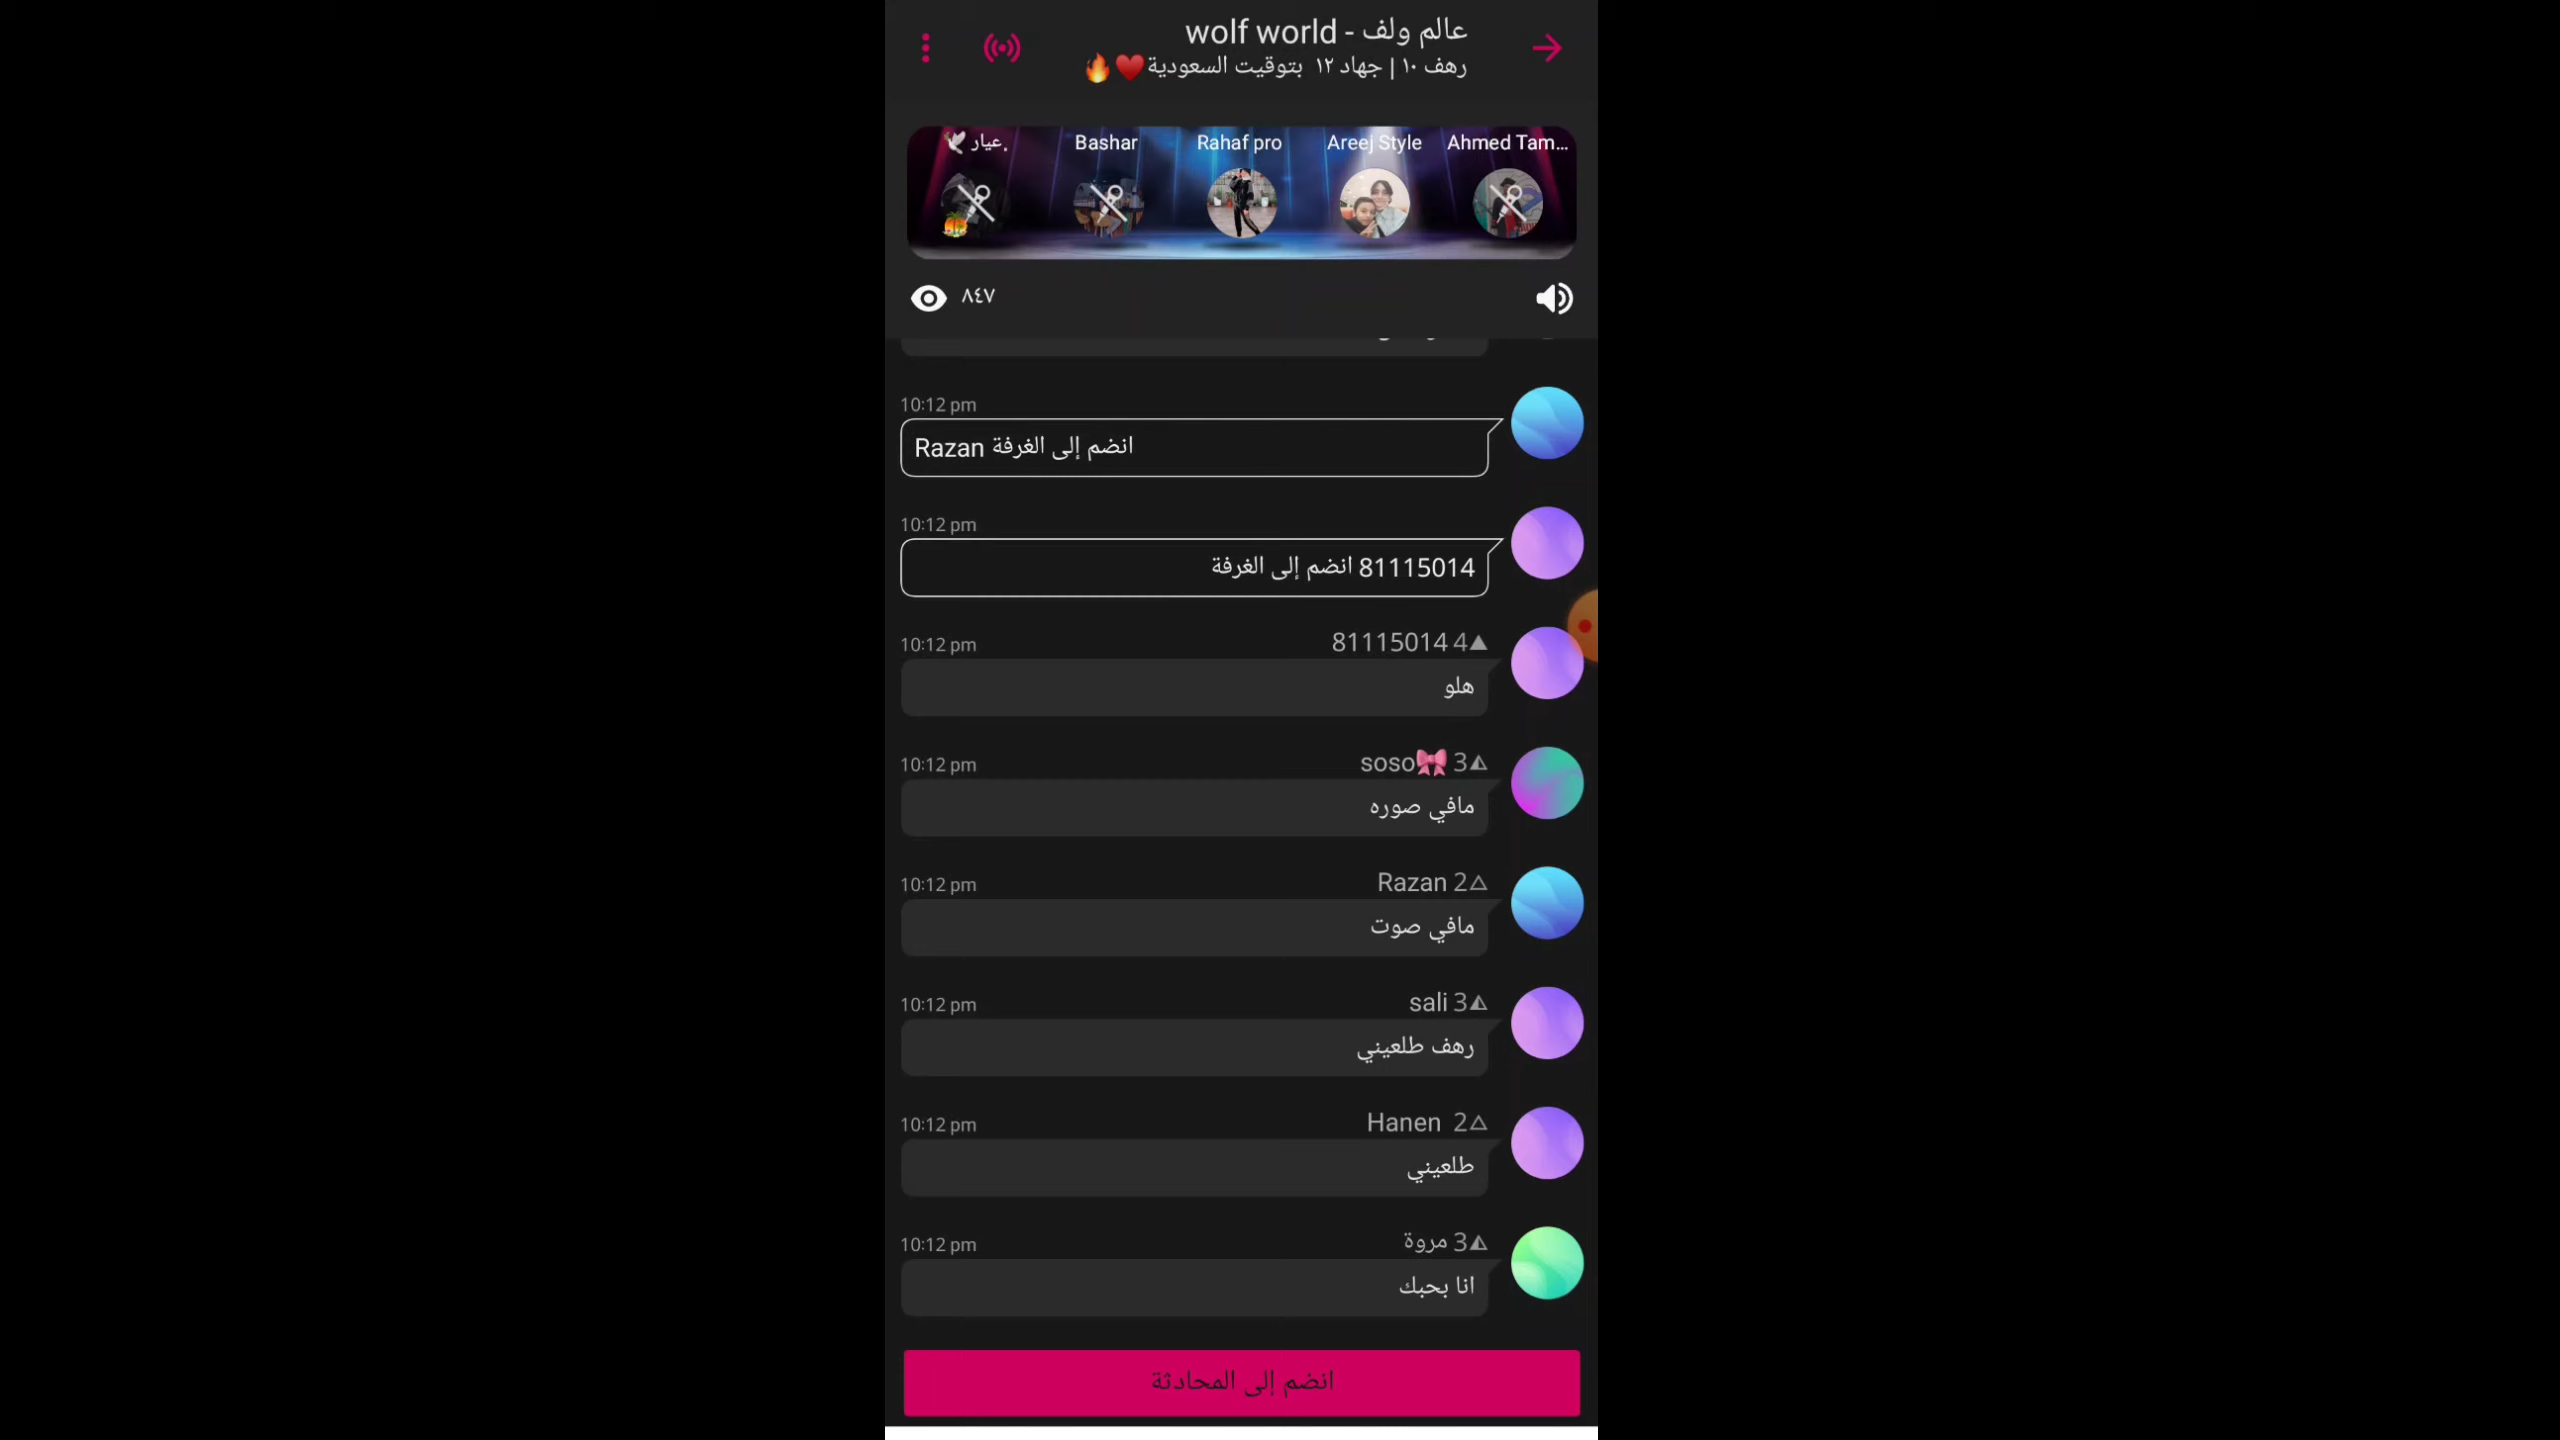 عالم ولف - wolf world
رهف ١٠ | جهاد ١٢ بتوقيت السعودية♥️🔥
.عيار 🕊️
Bashar
Rahaf pro
Areej Style
Ahmed Tam...
٨٤٧
10:12 pm
Razan انضم إلى الغرفة
10:12 pm
81115014 انضم إلى الغرفة
81115014 4
10:12 pm
هلو
soso🎀 3
10:12 pm
مافي صوره
Razan 2
10:12 pm
مافي صوت
sali 3
10:12 pm
رهف طلعيني
Hanen 2
10:12 pm
طلعيني
مروة 3
10:12 pm
انا بحبك
انضم إلى المحادثة